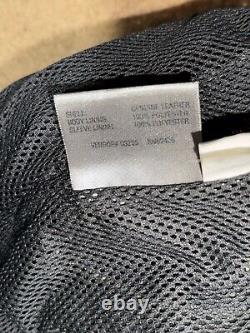 SHELL: GENUINE LEATHER
BODY LINING: 100% POLYESTER
SLEEVE LINING: 100% POLYESTER